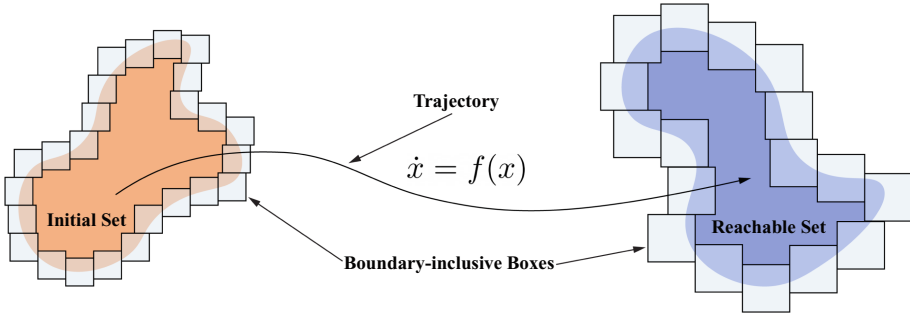 Trajectory
ẋ = f(x)
Initial Set
Reachable Set
Boundary-inclusive Boxes